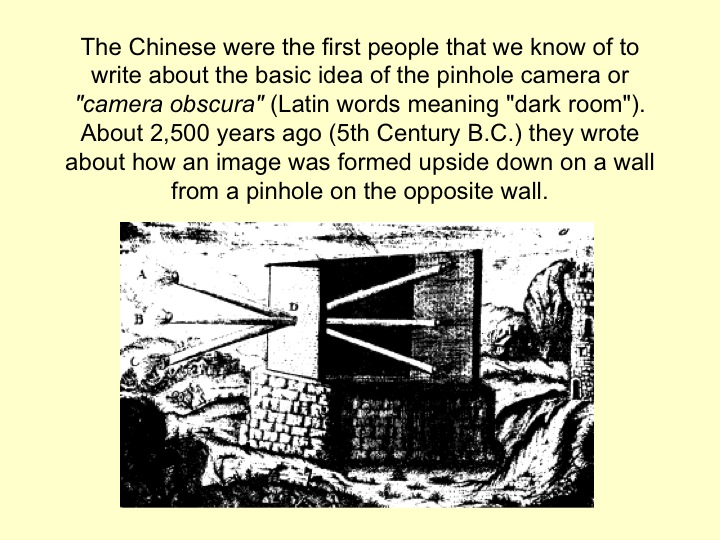 The Chinese were the first people that we know of to
write about the basic idea of the pinhole camera or
"camera obscura" (Latin words meaning "dark room").
About 2,500 years ago (5th Century B.C.) they wrote
about how an image was formed upside down on a wall
from a pinhole on the opposite wall.
A
B
C
D